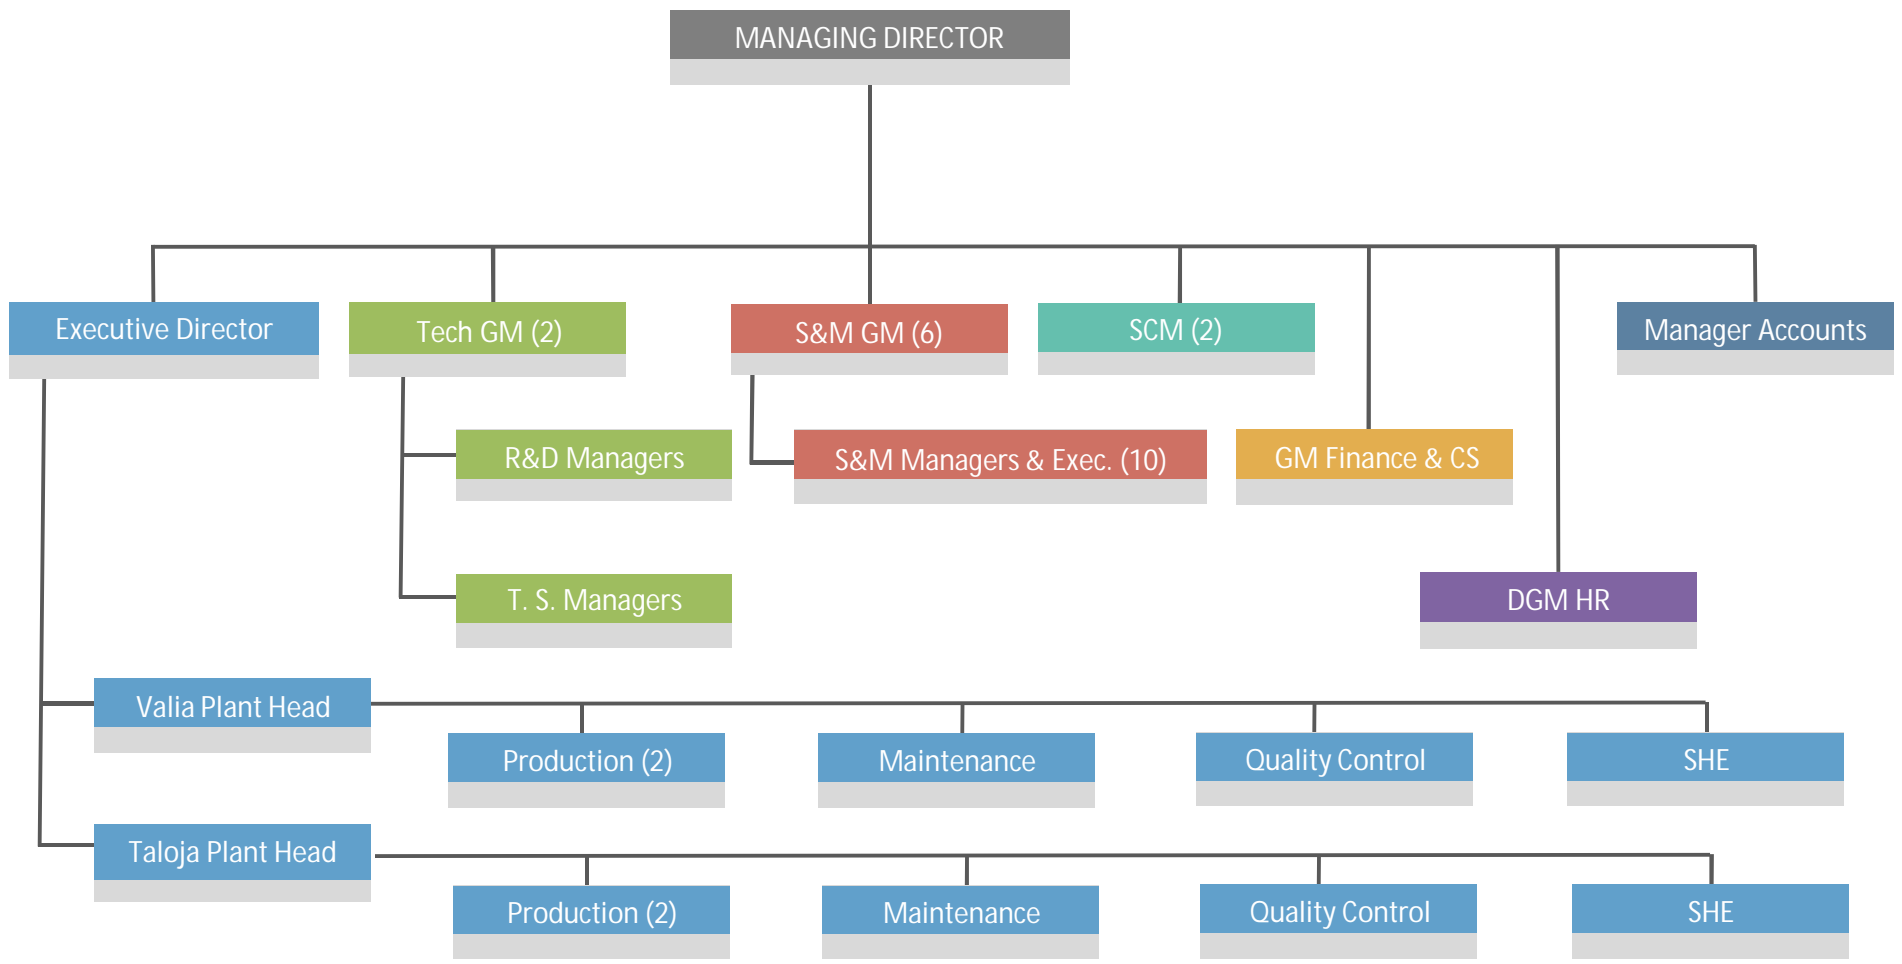 MANAGING DIRECTOR
Executive Director
Tech GM (2)
S&M GM (6)
SCM (2)
Manager Accounts
R&D Managers
S&M Managers & Exec. (10)
GM Finance & CS
T. S. Managers
DGM HR
Valia Plant Head
Production (2)
Maintenance
Quality Control
SHE
Taloja Plant Head
Production (2)
Maintenance
Quality Control
SHE